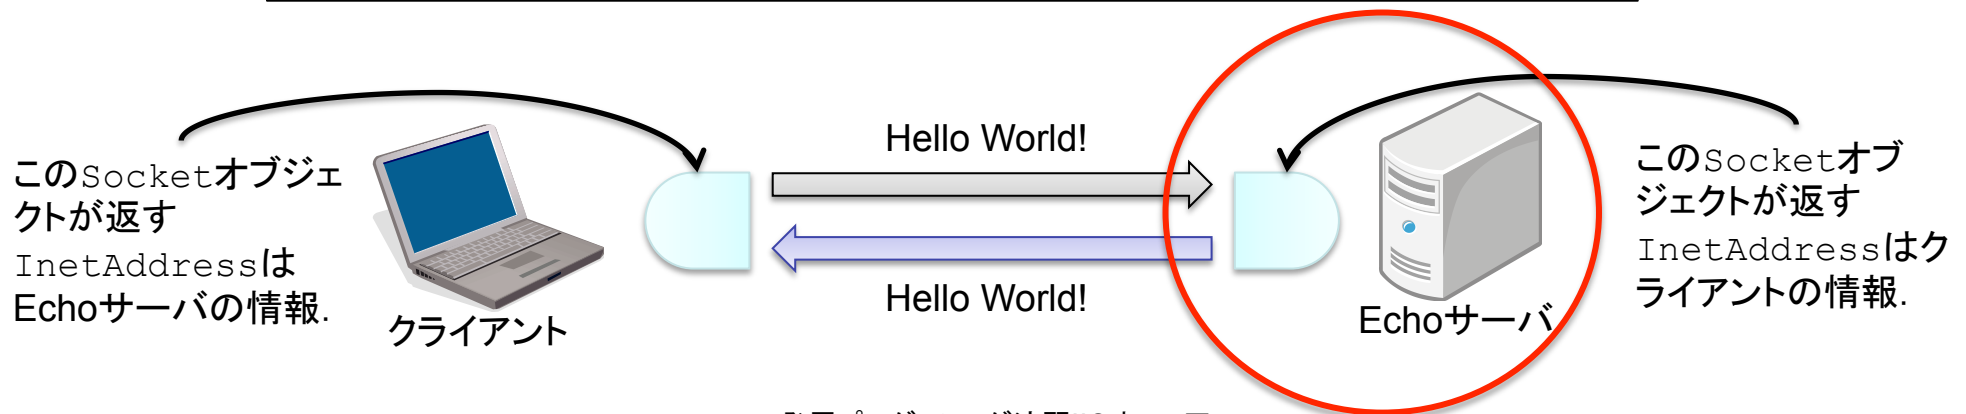 このSocketオブジェ
クトが返す
InetAddressは
Echoサーバの情報.
クライアント
Hello World!
Hello World!
Echoサーバ
このSocketオブ
ジェクトが返す
InetAddressはク
ライアントの情報.